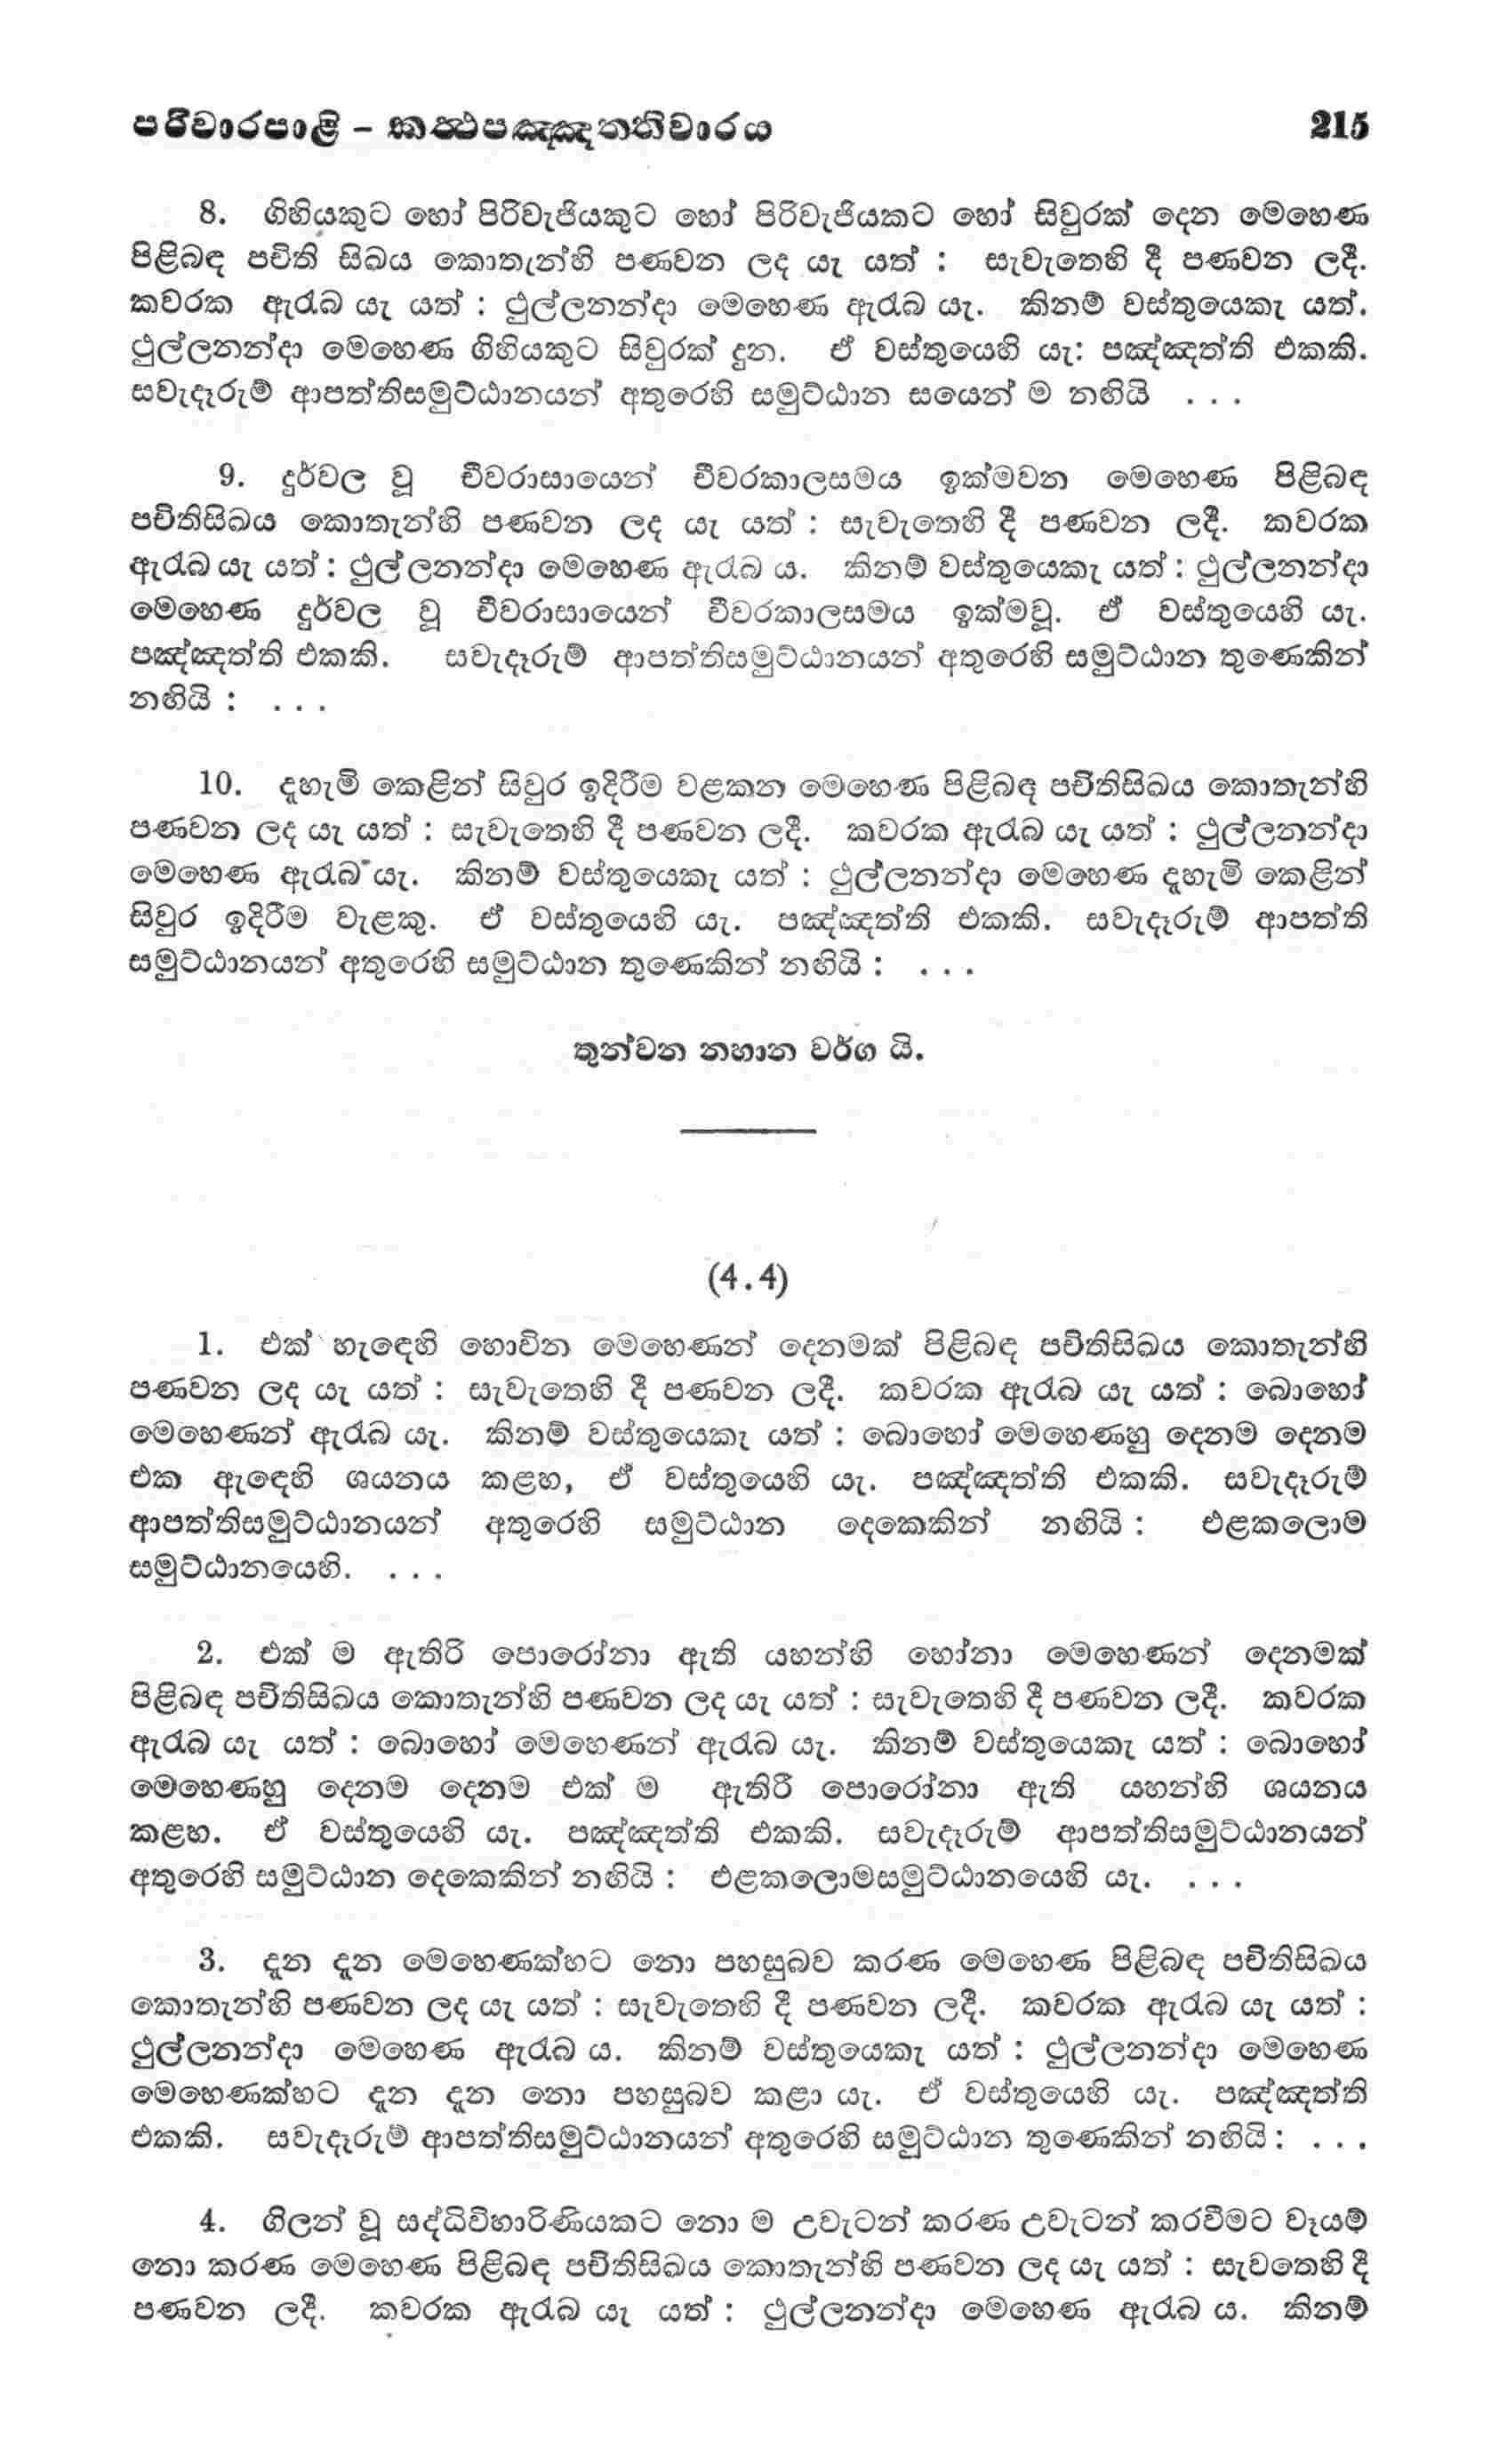 පරිවාරපාළි – කත්‍ථපඤ්ඤත්තිවාරය 215
8. ගිහියකුට හෝ පිරිවැජියකුට හෝ පිරිවැජියකට හෝ සිවුරක් දෙන මෙහෙණ
පිළිබඳ පචිති සිඛය කොතැන්හි පණවන ලද යැ යත් : සැවැතෙහි දී පණවන ලදී.
කවරක ඇරැබ යැ යත් : ථුල්ලනන්දා මෙහෙණ ඇරැබ යැ. කිනම් වස්තුයෙකැ යත්.
ථුල්ලනන්දා මෙහෙණ ගිහියකුට සිවුරක් දුන. ඒ වස්තුයෙහි යැ: පඤ්ඤත්ති එකකි.
සවැදෑරුම් ආපත්තිසමුට්ඨානයන් අතුරෙහි සමුට්ඨාන සයෙන් ම නඟියි . . .
9. දුර්වල වූ චීවරාසායෙන් චීවරකාලසමය ඉක්මවන මෙහෙණ පිළිබඳ
පචිතිසිඛය කොතැන්හි පණවන ලද යැ යත් : සැවැතෙහි දී පණවන ලදී. කවරක
ඇරැබ යැ යත් : ථුල්ලනන්දා මෙහෙණ ඇරැබ ය. කිනම් වස්තුයෙකැ යත් : ථුල්ලනන්දා
මෙහෙණ දුර්වල වූ චීවරාසායෙන් චීවරකාලසමය ඉක්මවූ. ඒ වස්තුයෙහි යැ.
පඤ්ඤත්ති එකකි. සවැදෑරුම් ආපත්තිසමුට්ඨානයන් අතුරෙහි සමුට්ඨාන තුණෙකින්
නඟියි : . . .
10. දැහැමි කෙළින් සිවුර ඉදිරීම වළකන මෙහෙණ පිළිබඳ පචිතිසිඛය කොතැන්හි
පණවන ලද යැ යත් : සැවැතෙහි දී පණවන ලදී. කවරක ඇරැබ යැ යත් : ථුල්ලනන්දා
මෙහෙණ ඇරැබ යැ. කිනම් වස්තුයෙකැ යත් : ථුල්ලනන්දා මෙහෙණ දැහැමි කෙළින්
සිවුර ඉදිරීම වැළකු. ඒ වස්තුයෙහි යැ. පඤ්ඤත්ති එකකි. සවැදෑරුම් ආපත්ති
සමුට්ඨානයන් අතුරෙහි සමුට්ඨාන තුණෙකින් නඟියි : . . .
තුන්වන නහාන වර්ග යි.
(4.4)
1. එක් හැඳෙහි හොවින මෙහෙණන් දෙනමක් පිළිබඳ පචිතිසිඛය කොතැන්හි
පණවන ලද යැ යත් : සැවැතෙහි දී පණවන ලදී. කවරක ඇරැබ යැ යත් : බොහෝ
මෙහෙණන් ඇරැබ යැ. කිනම් වස්තුයෙකැ යත් : බොහෝ මෙහෙණහු දෙනම දෙනම
එක ඇඳෙහි ශයනය කළහ, ඒ වස්තුයෙහි යැ. පඤ්ඤත්ති එකකි. සවැදෑරුම්
ආපත්තිසමුට්ඨානයන් අතුරෙහි සමුට්ඨාන දෙකෙකින් නඟියි : එළකලොම
සමුට්ඨානයෙහි. . . .
2. එක් ම ඇතිරි පොරෝනා ඇති යහන්හි හෝනා මෙහෙණන් දෙනමක්
පිළිබඳ පචිතිසිඛය කොතැන්හි පණවන ලද යැ යත් : සැවැතෙහි දී පණවන ලදී. කවරක
ඇරැබ යැ යත් : බොහෝ මෙහෙණන් ඇරැබ යැ. කිනම් වස්තුයෙකැ යත් : බොහෝ
මෙහෙණහු දෙනම දෙනම එක් ම ඇතිරි පොරෝනා ඇති යහන්හි ශයනය
කළහ. ඒ වස්තුයෙහි යැ. පඤ්ඤත්ති එකකි. සවැදෑරුම් ආපත්තිසමුට්ඨානයන්
අතුරෙහි සමුට්ඨාන දෙකෙකින් නඟියි : එළකලොමසමුට්ඨානයෙහි යැ. . . .
3. දැන දැන මෙහෙණක්හට නො පහසුබව කරණ මෙහෙණ පිළිබඳ පචිතිසිඛය
කොතැන්හි පණවන ලද යැ යත් : සැවැතෙහි දී පණවන ලදී. කවරක ඇරැබ යැ යත් :
ථුල්ලනන්දා මෙහෙණ ඇරැබ ය. කිනම් වස්තුයෙකැ යත් : ථුල්ලනන්දා මෙහෙණ
මෙහෙණක්හට දැන දැන නො පහසුබව කළා යැ. ඒ වස්තුයෙහි යැ. පඤ්ඤත්ති
එකකි. සවැදෑරුම් ආපත්තිසමුට්ඨානයන් අතුරෙහි සමුට්ඨාන තුණෙකින් නඟියි : . . .
4. ගිලන් වූ සද්ධිවිහාරිණියකට නො ම උවැටන් කරණ උවැටන් කරවීමට වෑයම්
නො කරණ මෙහෙණ පිළිබඳ පචිතිසිඛය කොතැන්හි පණවන ලද යැ යත් : සැවතෙහි දී
පණවන ලදී. කවරක ඇරැබ යැ යත් : ථුල්ලනන්දා මෙහෙණ ඇරැබ ය. කිනම්